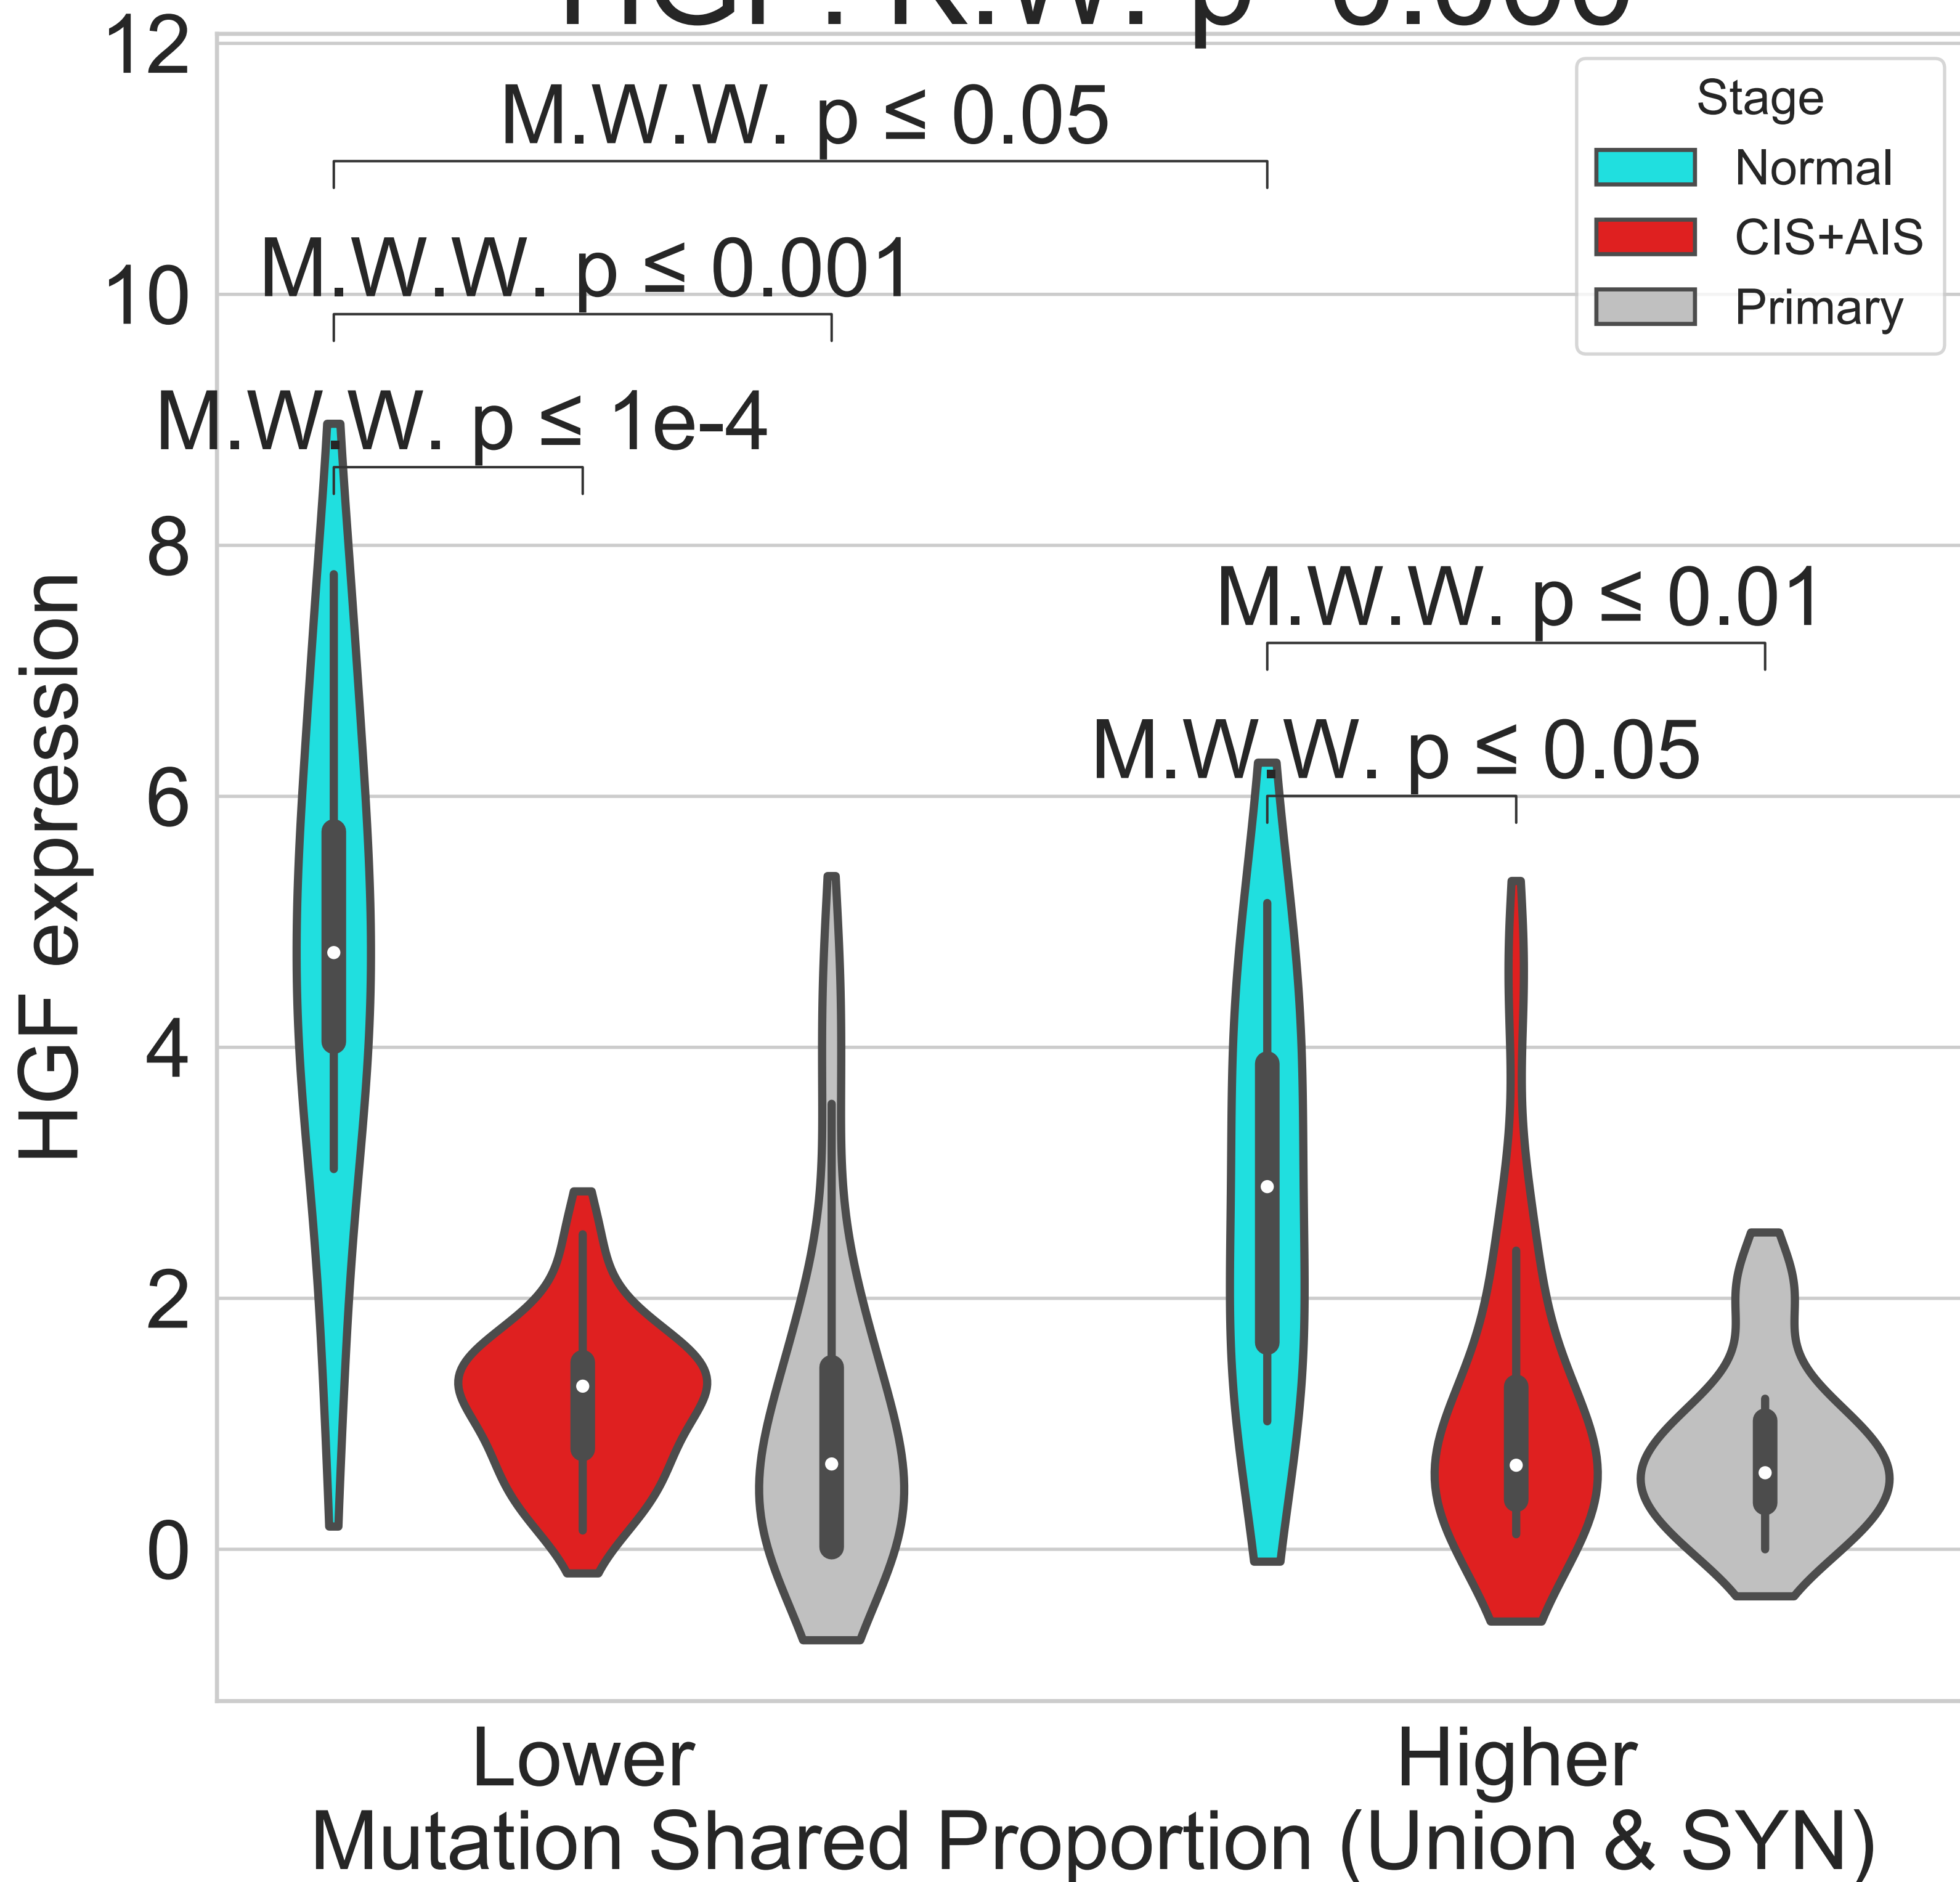 HGF : K.W. p
12
M.W.W. p ≤ 0.05
M.W.W. p ≤ 0.001
10
M.W.W. p ≤ 1e-4
8
M.W.W. p ≤ 0.01
M.W.W. p ≤ 0.05
6
4
2
0
HGF expression
Stage
Normal
CIS+AIS
Primary
Lower
Higher
Mutation Shared Proportion (Union & SYN)